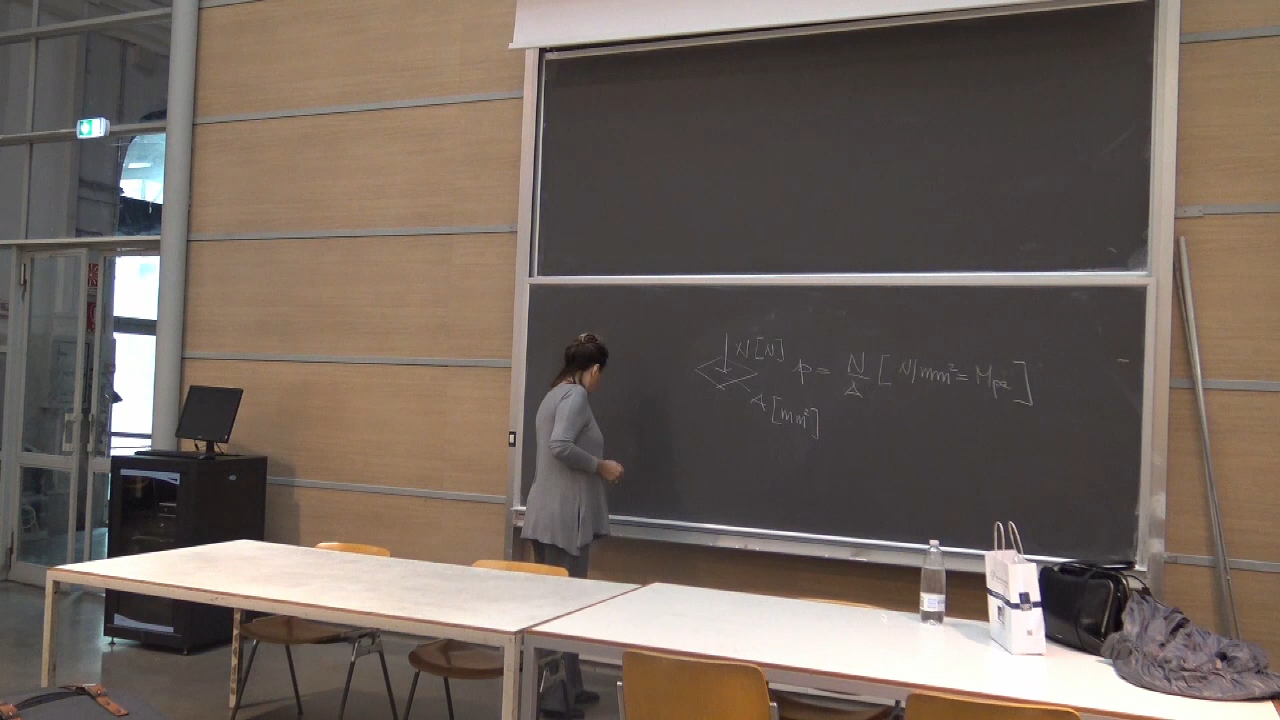 N [N]
p = N/A [N/mm² = Mpa]
A [mm²]